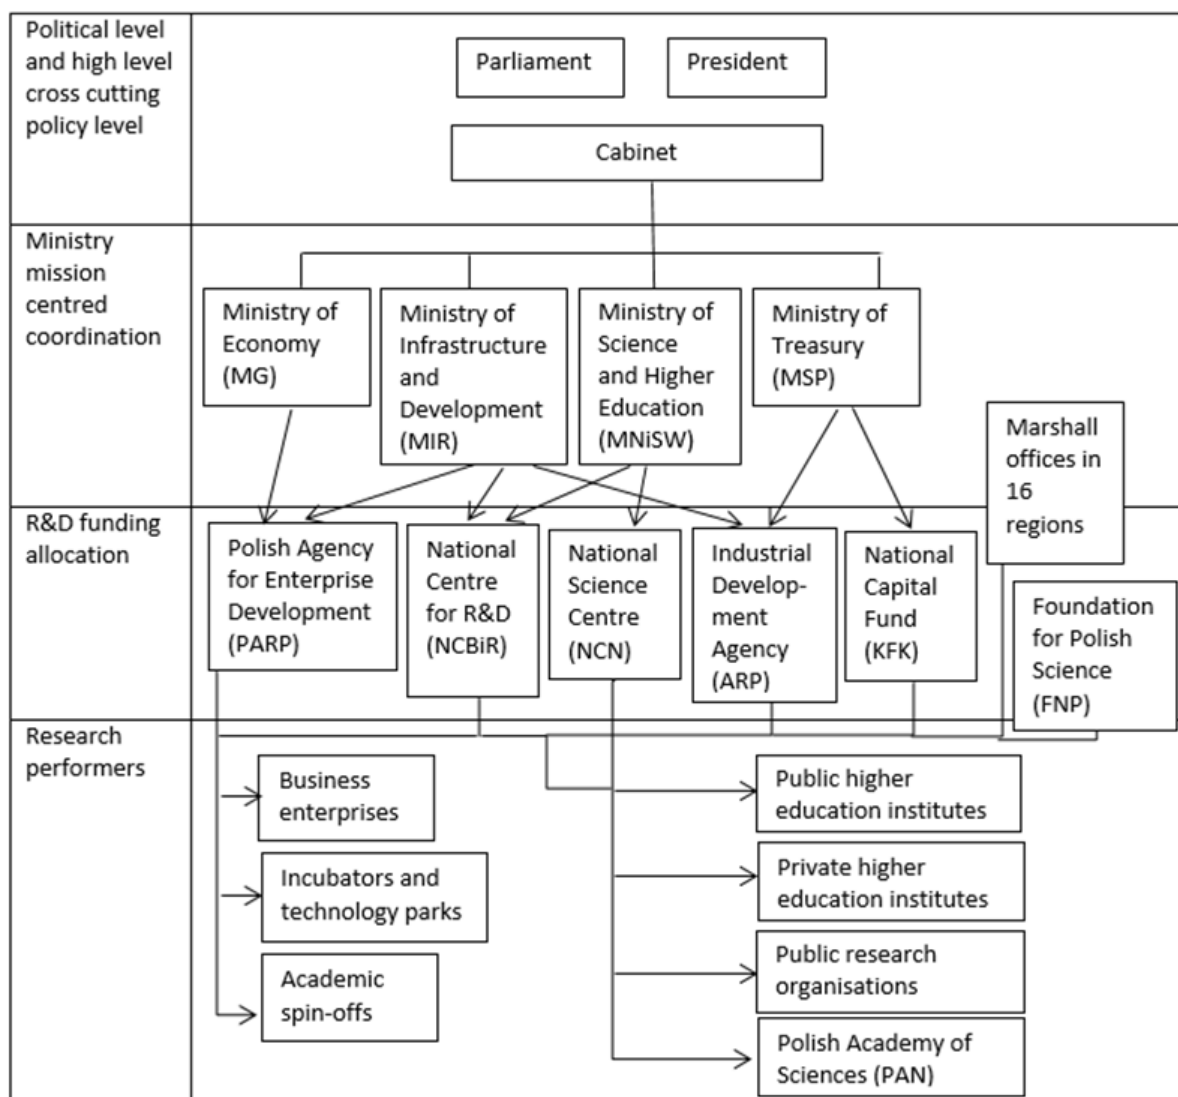 Political level
and high level
cross cutting
policy level
Parliament
President
Cabinet
Ministry
mission
centred
coordination
Ministry of
Economy
(MG)
Ministry of
Infrastructure
and
Development
(MIR)
Ministry of
Science
and Higher
Education
(MNiSW)
Ministry of
Treasury
(MSP)
Marshall
offices in
16
regions
R&D funding
allocation
Polish Agency
for Enterprise
Development
(PARP)
National
Centre
for R&D
(NCBiR)
National
Science
Centre
(NCN)
Industrial
Develop-
ment
Agency
(ARP)
National
Capital
Fund
(KFK)
Foundation
for Polish
Science
(FNP)
Research
performers
Business
enterprises
Incubators and
technology parks
Academic
spin-offs
Public higher
education institutes
Private higher
education institutes
Public research
organisations
Polish Academy of
Sciences (PAN)